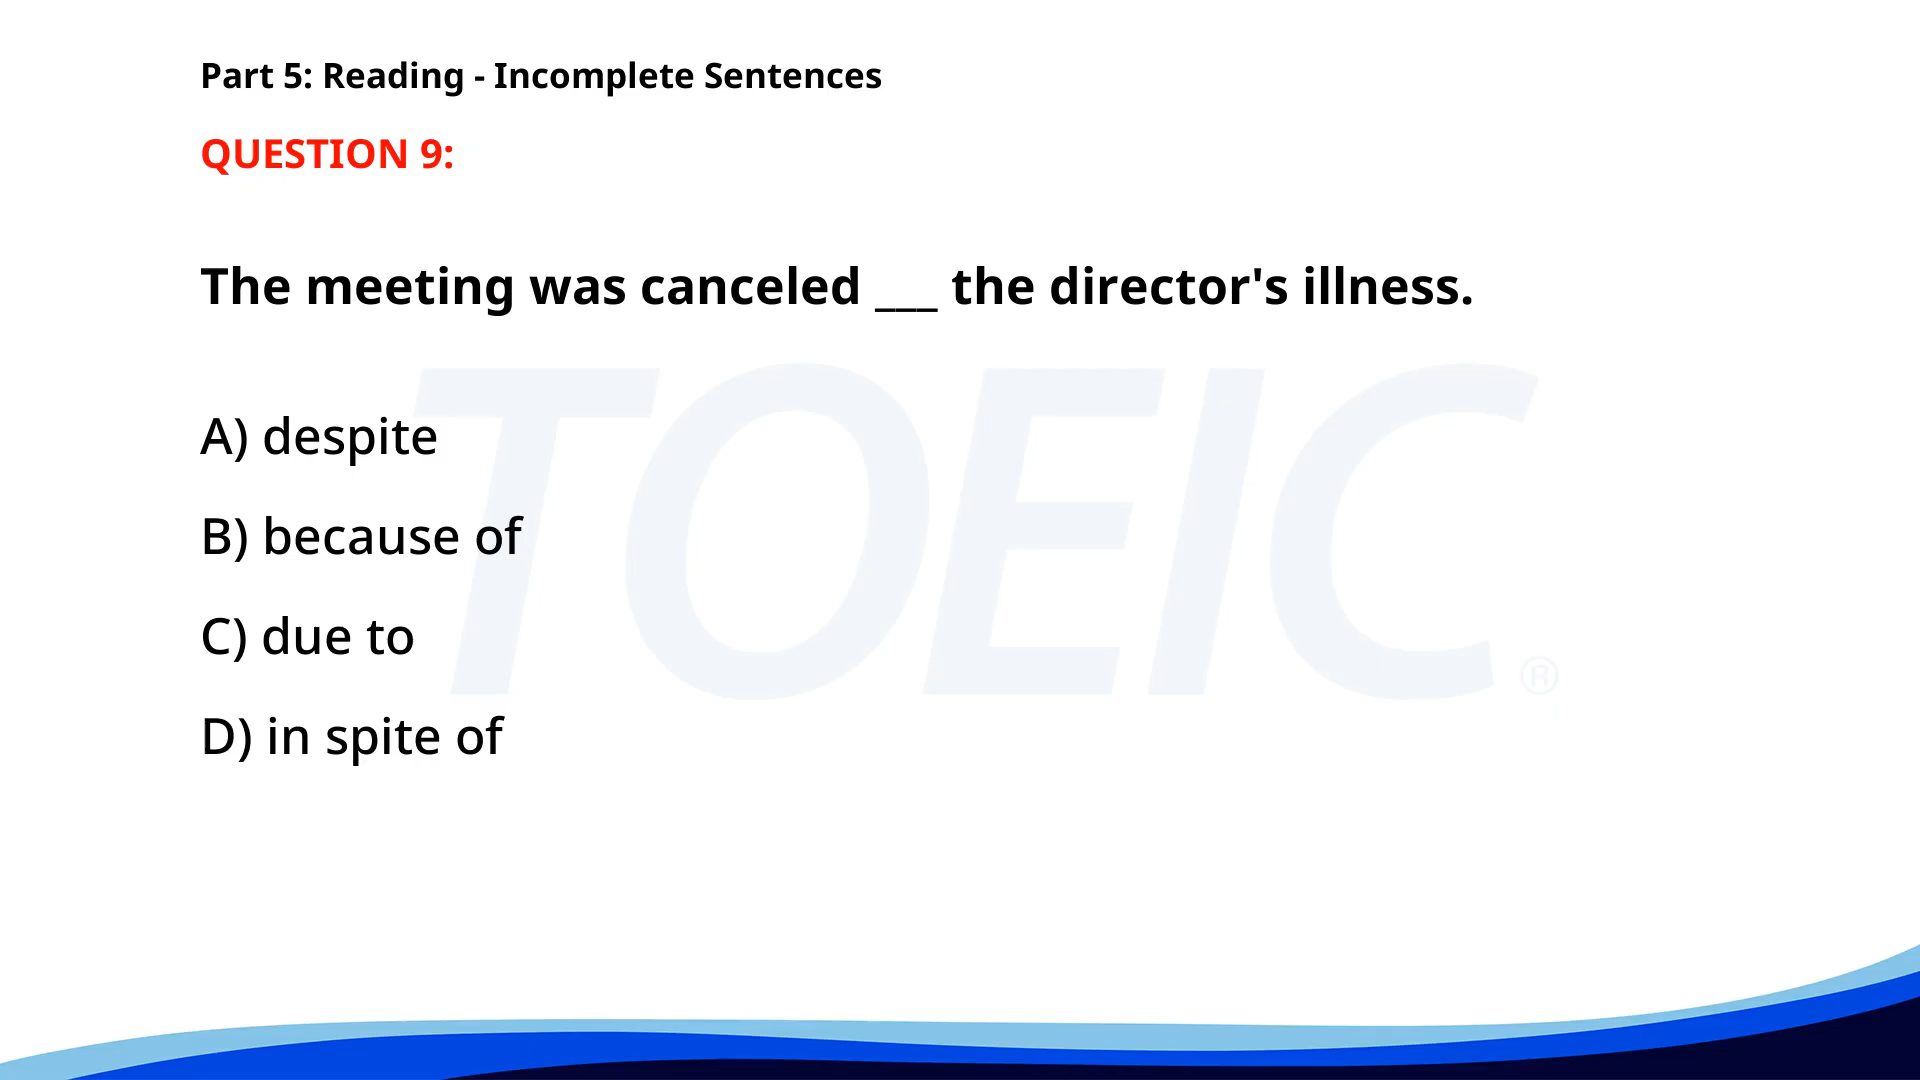 Part 5: Reading - Incomplete Sentences
QUESTION 9:
The meeting was canceled ___ the director's illness.
TOEIC®
A) despite
B) because of
C) due to
D) in spite of